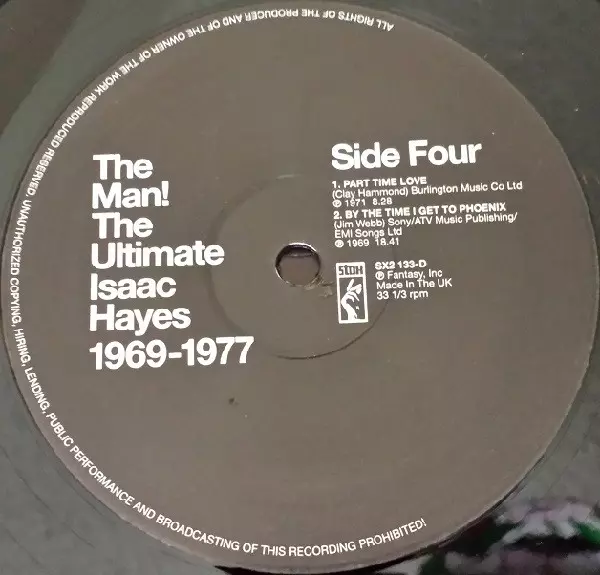 The
Man!
The
Ultimate
Isaac
Hayes
1969-1977
Side Four
1. PART TIME LOVE
(Clay Hammond) Burlington Music Co Ltd
℗ 1971 8.28
2. BY THE TIME I GET TO PHOENIX
(Jim Webb) Sony/ATV Music Publishing/
EMI Songs Ltd
℗ 1969 18.41
STAX
SX2 133-D
℗ Fantasy, Inc
Made In The UK
33 1/3 rpm
ALL RIGHTS OF THE PRODUCER AND OF THE OWNER OF THE WORK REPRODUCED RESERVED. UNAUTHORIZED COPYING, HIRING, LENDING, PUBLIC PERFORMANCE AND BROADCASTING OF THIS RECORDING PROHIBITED!